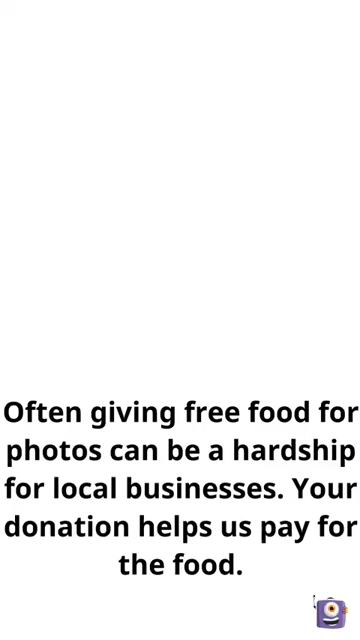 Often giving free food for
photos can be a hardship
for local businesses. Your
donation helps us pay for
the food.